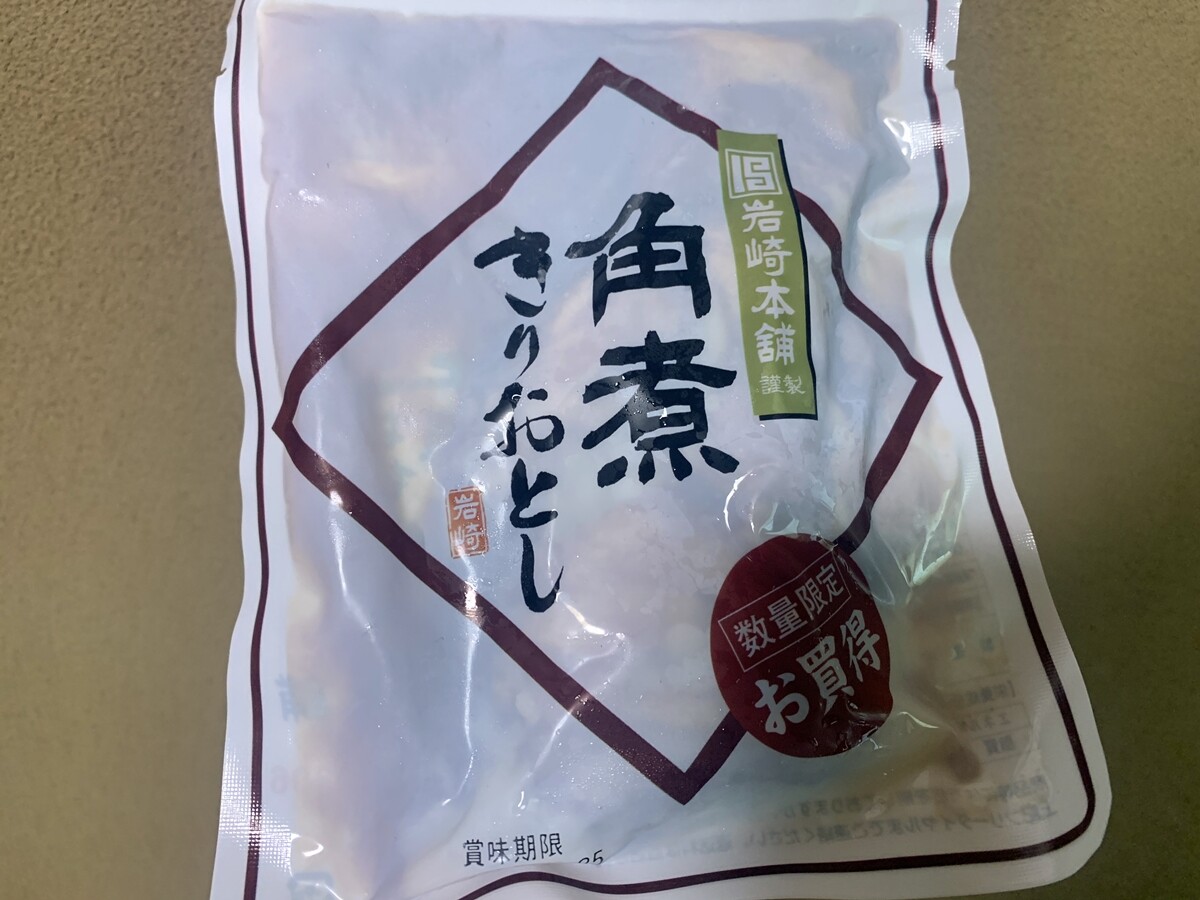 岩崎本舗
謹製
角煮
きりおとし
岩崎
数量限定
お買得
賞味期限